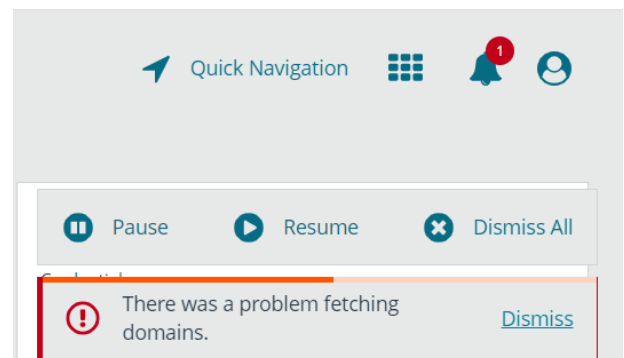 Quick Navigation
1
Pause
Resume
Dismiss All
There was a problem fetching
domains.
Dismiss